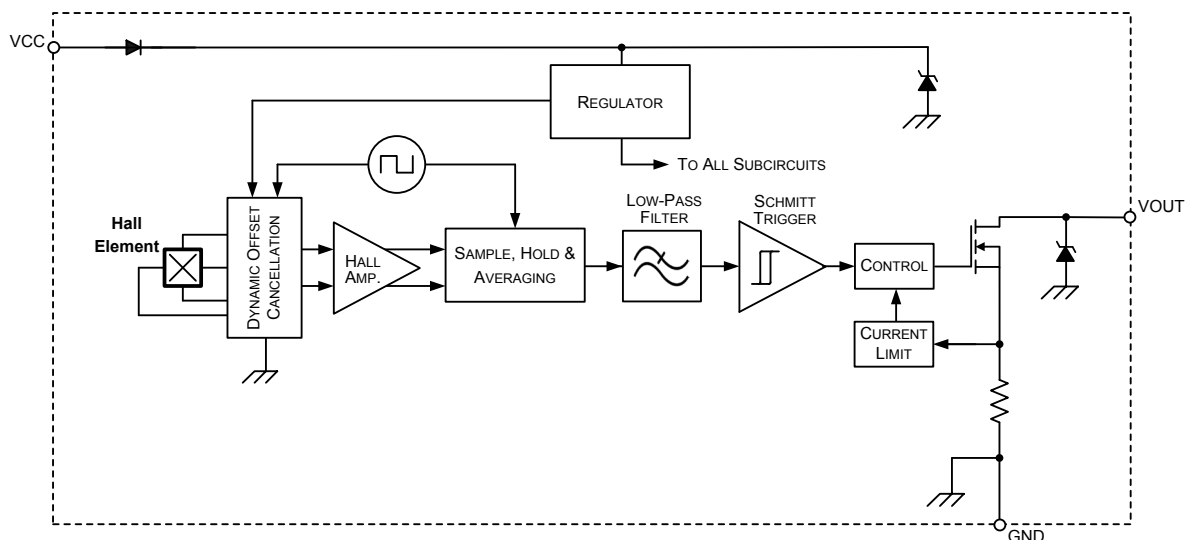 VCC
REGULATOR
TO ALL SUBCIRCUITS
LOW-PASS
FILTER
SCHMITT
TRIGGER
VOUT
Hall
Element
DYNAMIC OFFSET
CANCELLATION
HALL
AMP.
SAMPLE, HOLD &
AVERAGING
CONTROL
CURRENT
LIMIT
GND